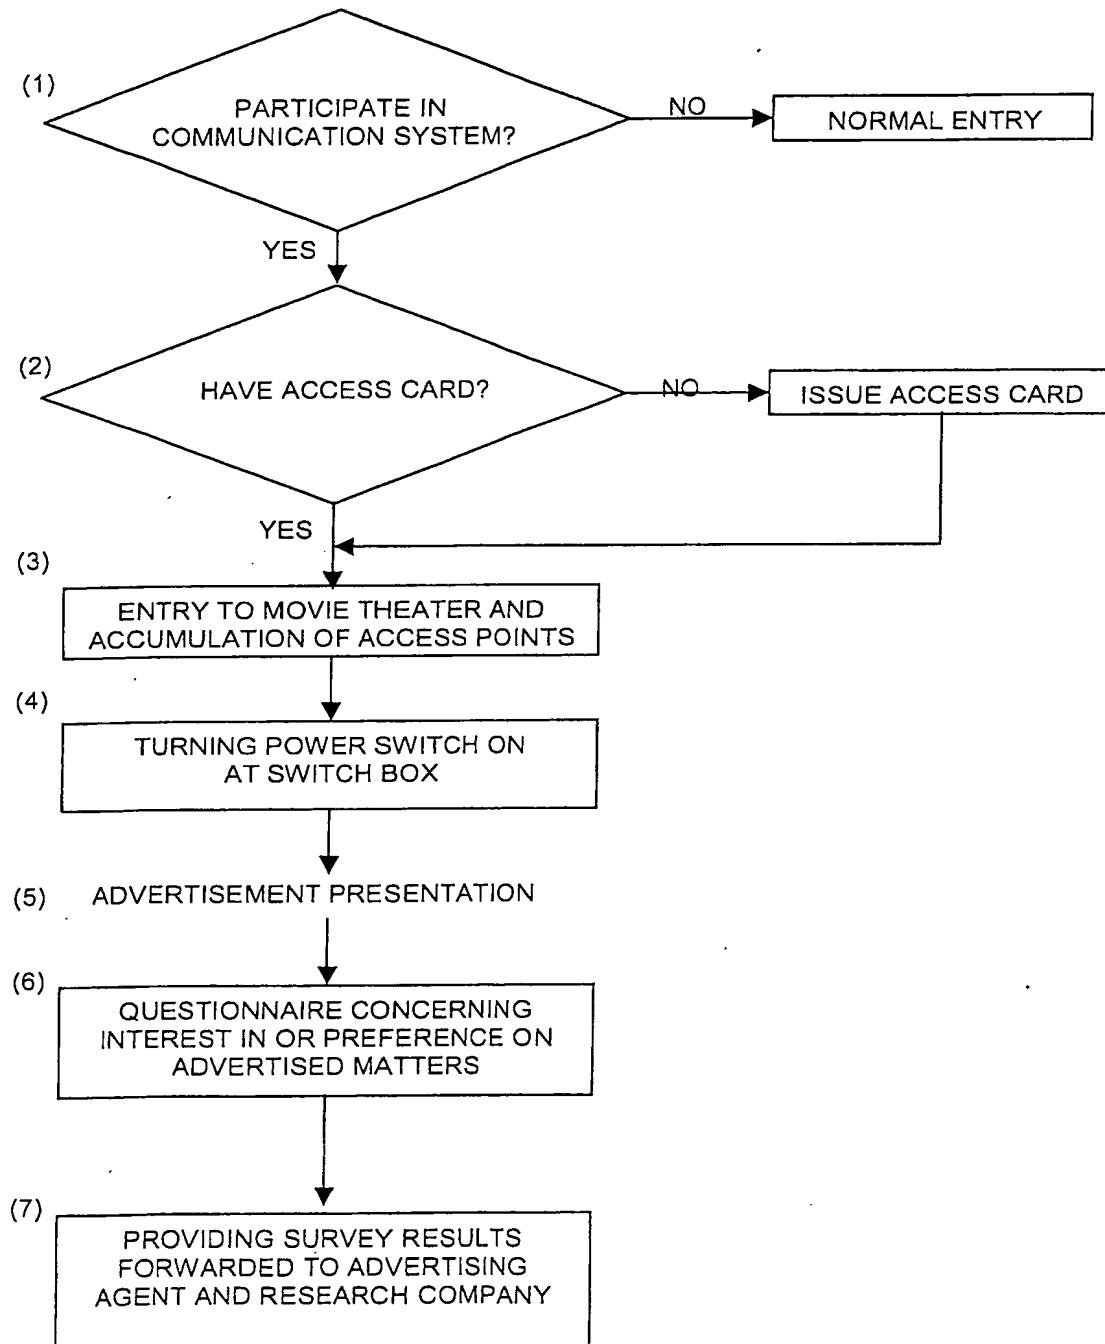 (1)
PARTICIPATE IN
COMMUNICATION SYSTEM?
NO
NORMAL ENTRY
YES
(2)
HAVE ACCESS CARD?
NO
ISSUE ACCESS CARD
YES
(3)
ENTRY TO MOVIE THEATER AND
ACCUMULATION OF ACCESS POINTS
(4)
TURNING POWER SWITCH ON
AT SWITCH BOX
(5) ADVERTISEMENT PRESENTATION
(6)
QUESTIONNAIRE CONCERNING
INTEREST IN OR PREFERENCE ON
ADVERTISED MATTERS
(7)
PROVIDING SURVEY RESULTS
FORWARDED TO ADVERTISING
AGENT AND RESEARCH COMPANY